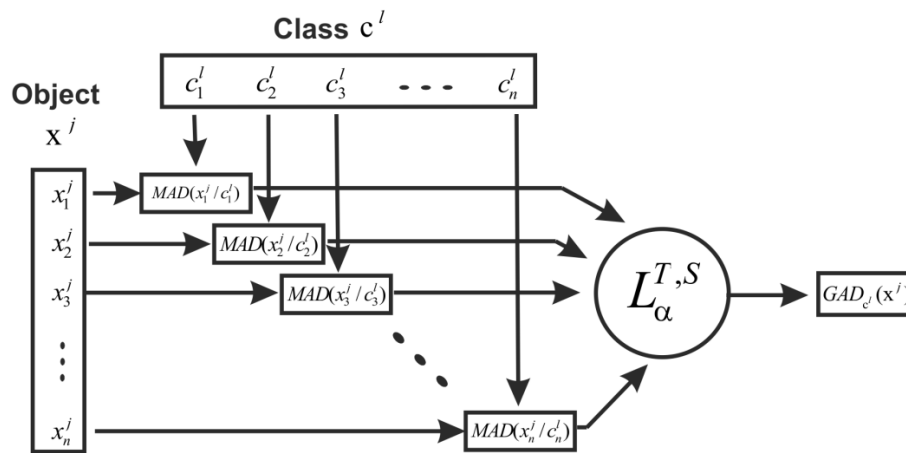 Class c^l
c_1^l c_2^l c_3^l - - - c_n^l
Object
x^j
x_1^j
MAD(x_1^j/c_1^l)
x_2^j
MAD(x_2^j/c_2^l)
x_3^j
MAD(x_3^j/c_3^l)
L_α^{T,S}
GAD_{c^l}(x^j)
x_n^j
MAD(x_n^j/c_n^l)